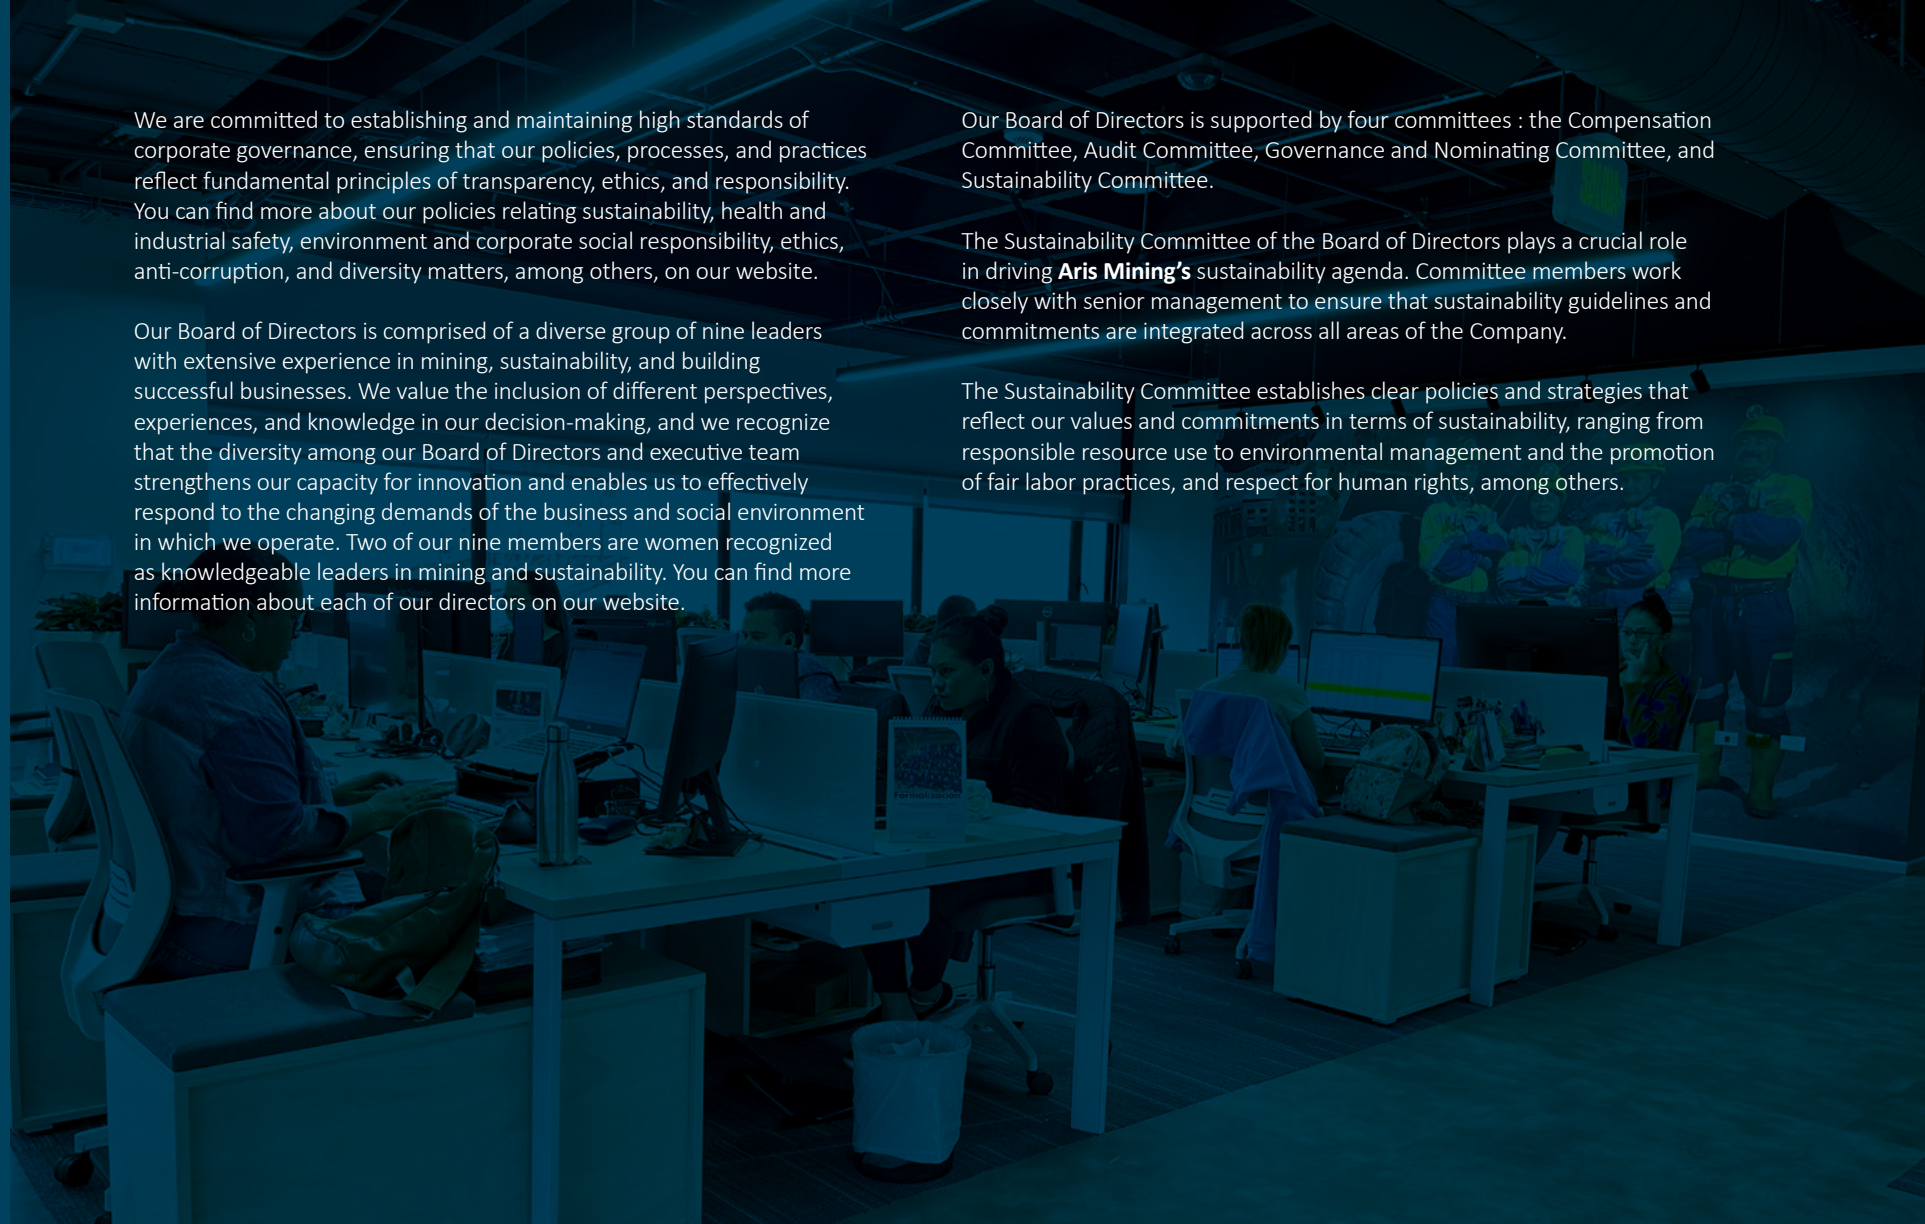 We are committed to establishing and maintaining high standards of
corporate governance, ensuring that our policies, processes, and practices
reflect fundamental principles of transparency, ethics, and responsibility.
You can find more about our policies relating sustainability, health and
industrial safety, environment and corporate social responsibility, ethics,
anti-corruption, and diversity matters, among others, on our website.
Our Board of Directors is comprised of a diverse group of nine leaders
with extensive experience in mining, sustainability, and building
successful businesses. We value the inclusion of different perspectives,
experiences, and knowledge in our decision-making, and we recognize
that the diversity among our Board of Directors and executive team
strengthens our capacity for innovation and enables us to effectively
respond to the changing demands of the business and social environment
in which we operate. Two of our nine members are women recognized
as knowledgeable leaders in mining and sustainability. You can find more
information about each of our directors on our website.
Our Board of Directors is supported by four committees : the Compensation
Committee, Audit Committee, Governance and Nominating Committee, and
Sustainability Committee.
The Sustainability Committee of the Board of Directors plays a crucial role
in driving Aris Mining’s sustainability agenda. Committee members work
closely with senior management to ensure that sustainability guidelines and
commitments are integrated across all areas of the Company.
The Sustainability Committee establishes clear policies and strategies that
reflect our values and commitments in terms of sustainability, ranging from
responsible resource use to environmental management and the promotion
of fair labor practices, and respect for human rights, among others.
Formalización